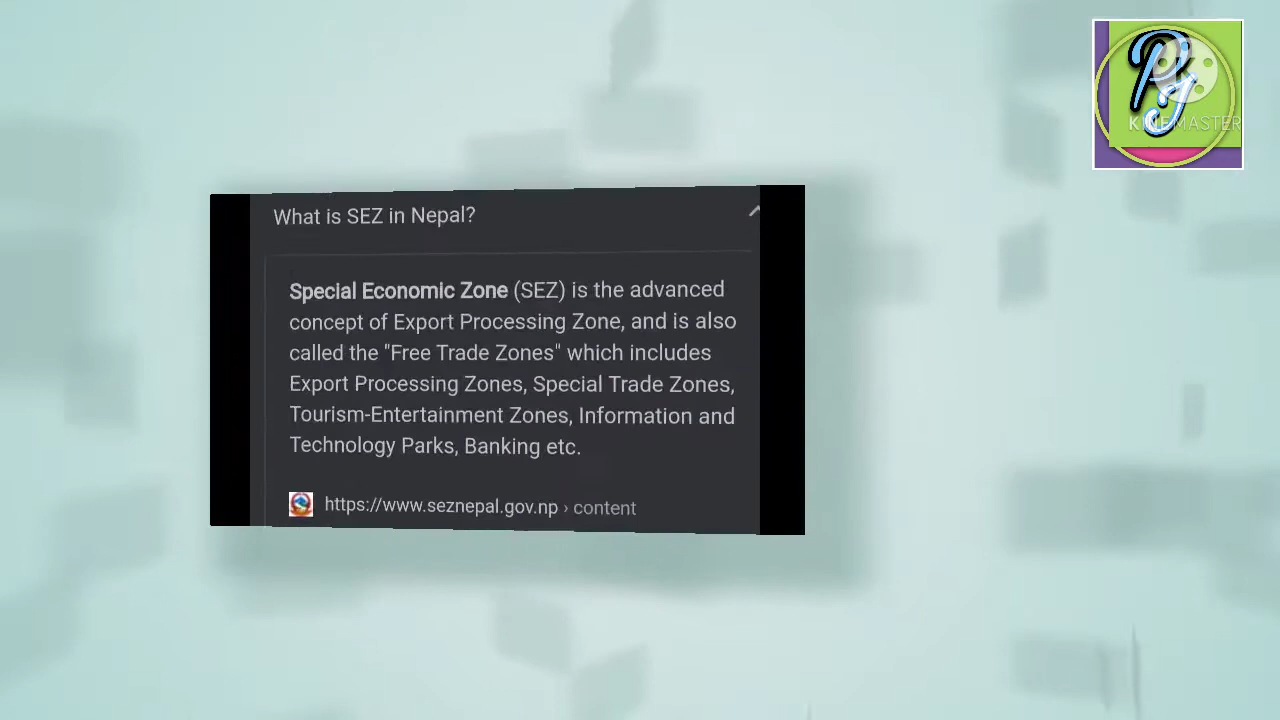 What is SEZ in Nepal?
Special Economic Zone (SEZ) is the advanced
concept of Export Processing Zone, and is also
called the "Free Trade Zones" which includes
Export Processing Zones, Special Trade Zones,
Tourism-Entertainment Zones, Information and
Technology Parks, Banking etc.
https://www.seznepal.gov.np › content
PJ
KINEMASTER